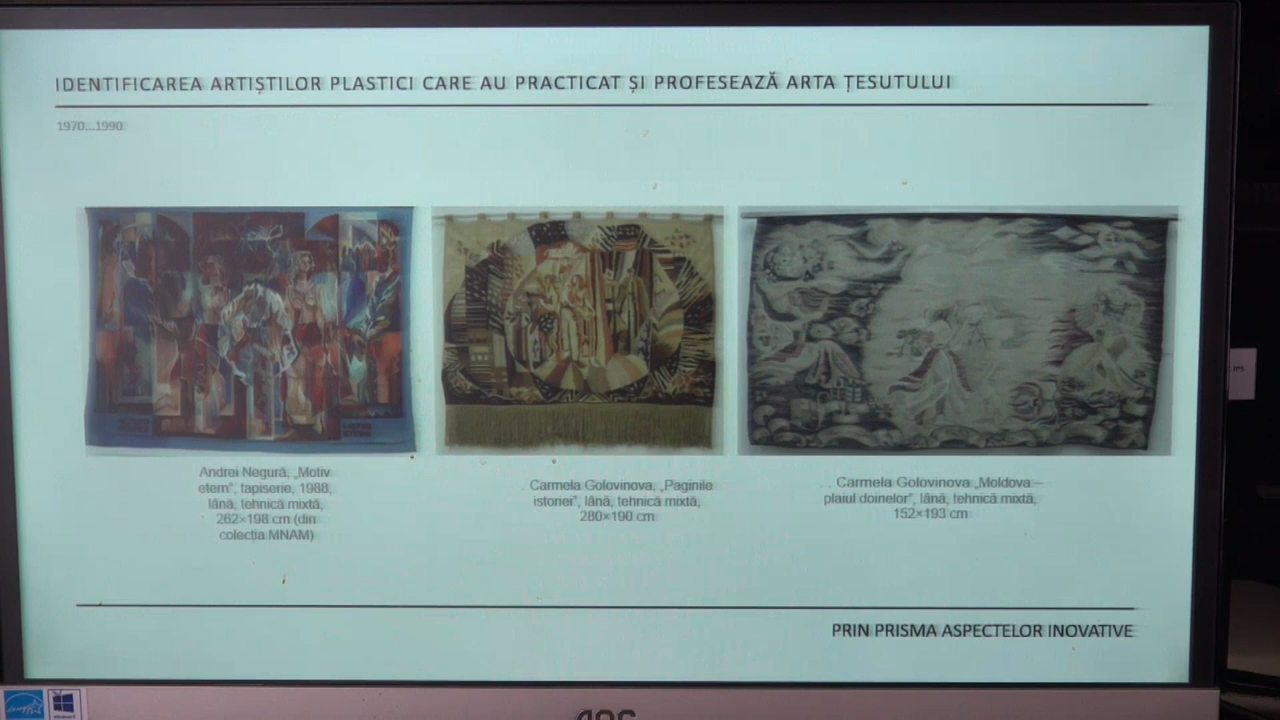 IDENTIFICAREA ARTIȘTILOR PLASTICI CARE AU PRACTICAT ȘI PROFESEAZĂ ARTA ȚESUTULUI
1970...1990
Andrei Negură, „Motiv
etern”, tapiserie, 1988,
lână, tehnică mixtă,
262×198 cm (din
colecția MNAM)
Carmela Golovinova, „Paginile
istoriei”, lână, tehnică mixtă,
280×190 cm
Carmela Golovinova „Moldova –
plaiul doinelor”, lână, tehnică mixtă,
152×193 cm
PRIN PRISMA ASPECTELOR INOVATIVE
AOC